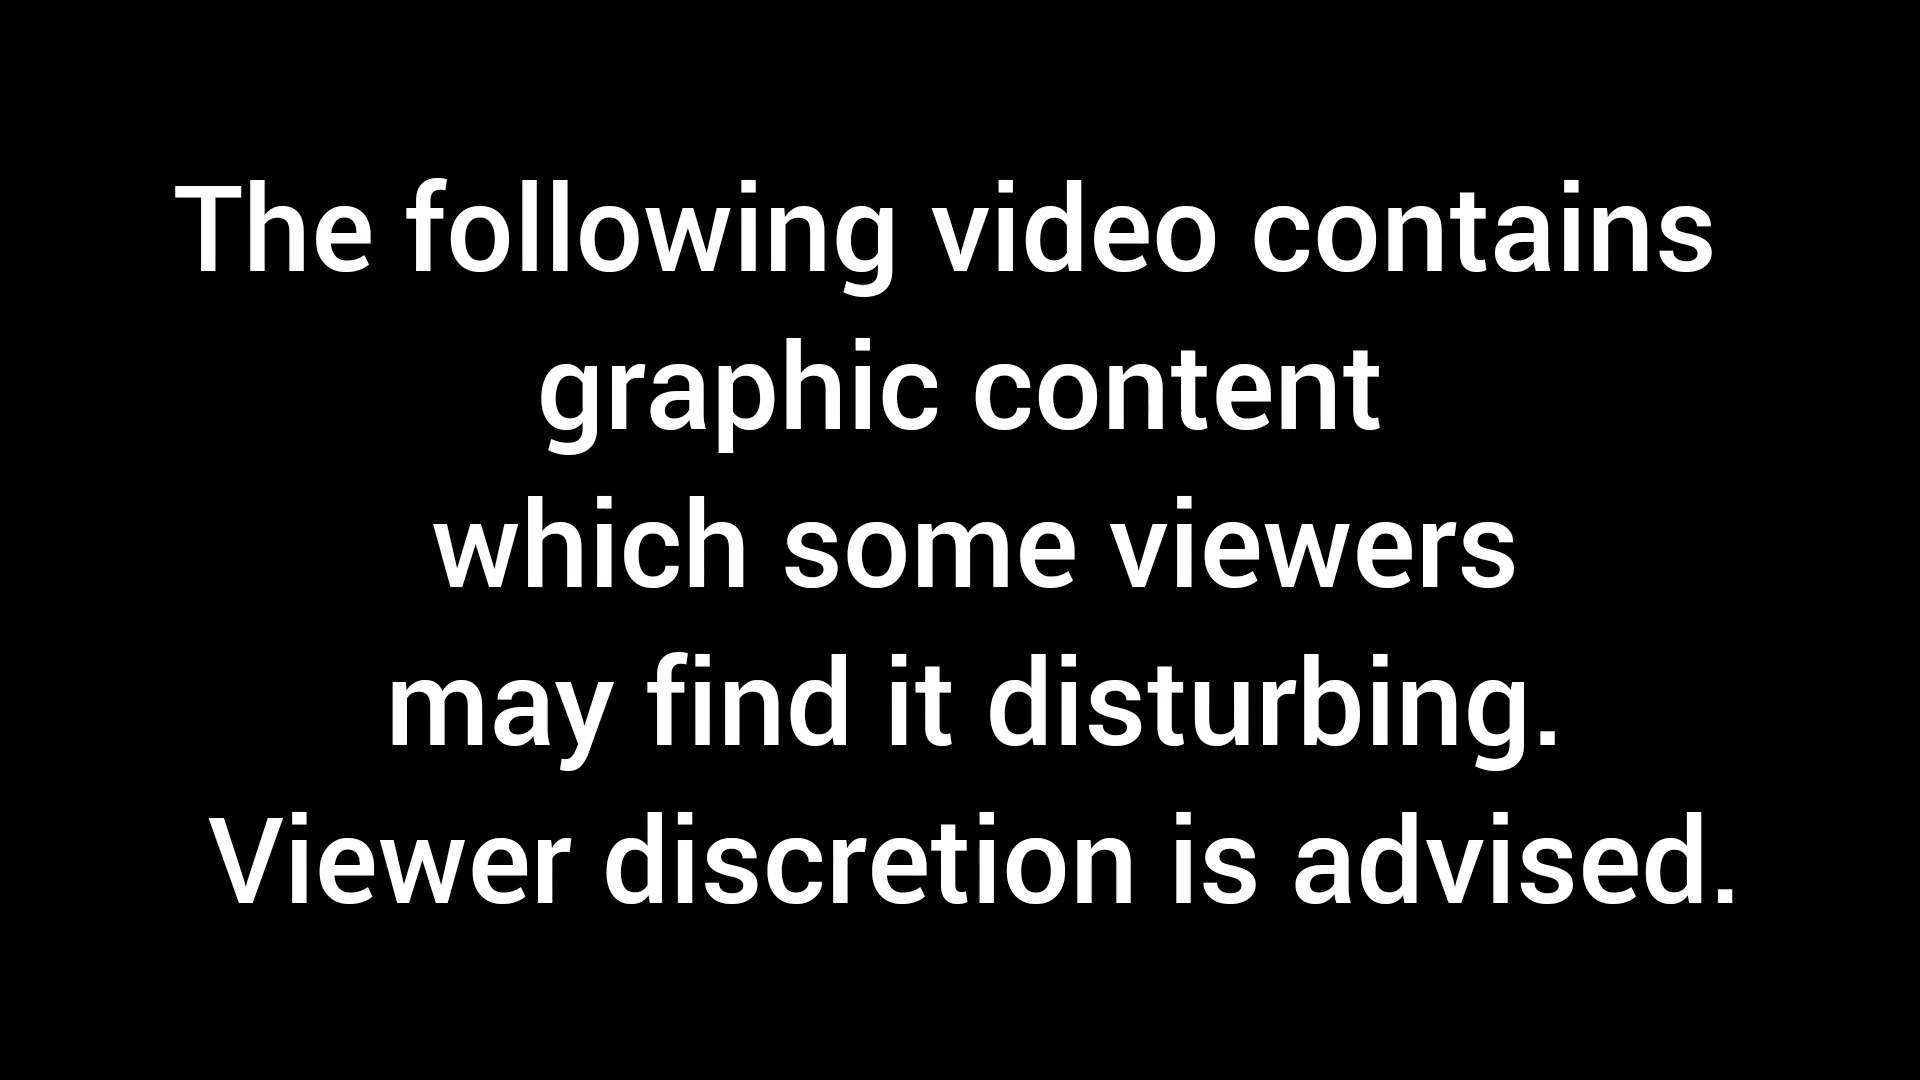 The following video contains
graphic content
which some viewers
may find it disturbing.
Viewer discretion is advised.